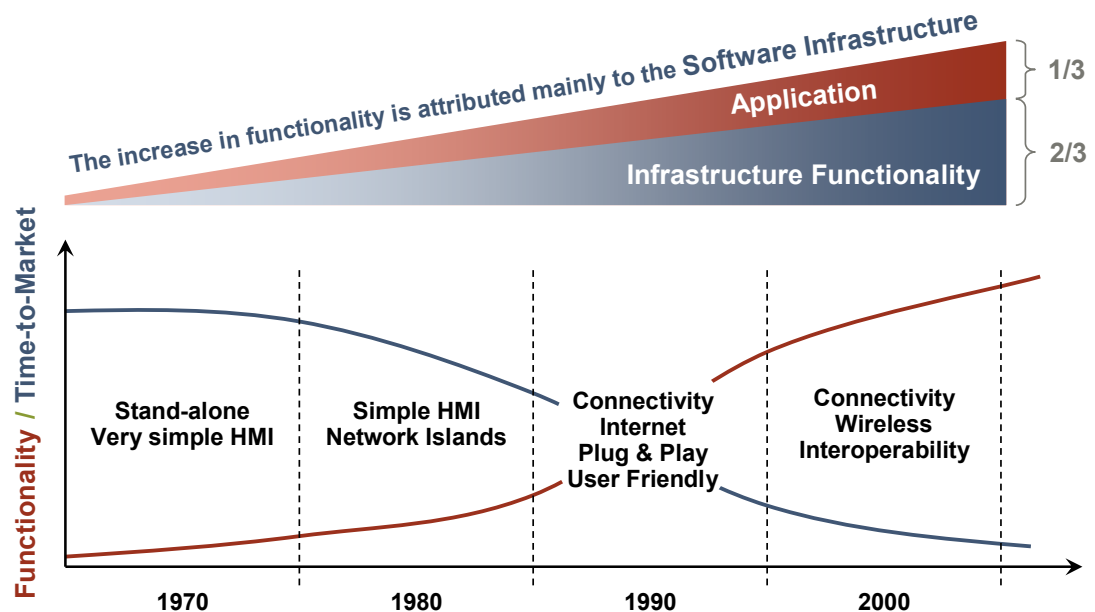 The increase in functionality is attributed mainly to the Software Infrastructure
1/3
Application
2/3
Infrastructure Functionality
Functionality / Time-to-Market
Stand-alone
Very simple HMI
Simple HMI
Network Islands
Connectivity
Internet
Plug & Play
User Friendly
Connectivity
Wireless
Interoperability
1970
1980
1990
2000